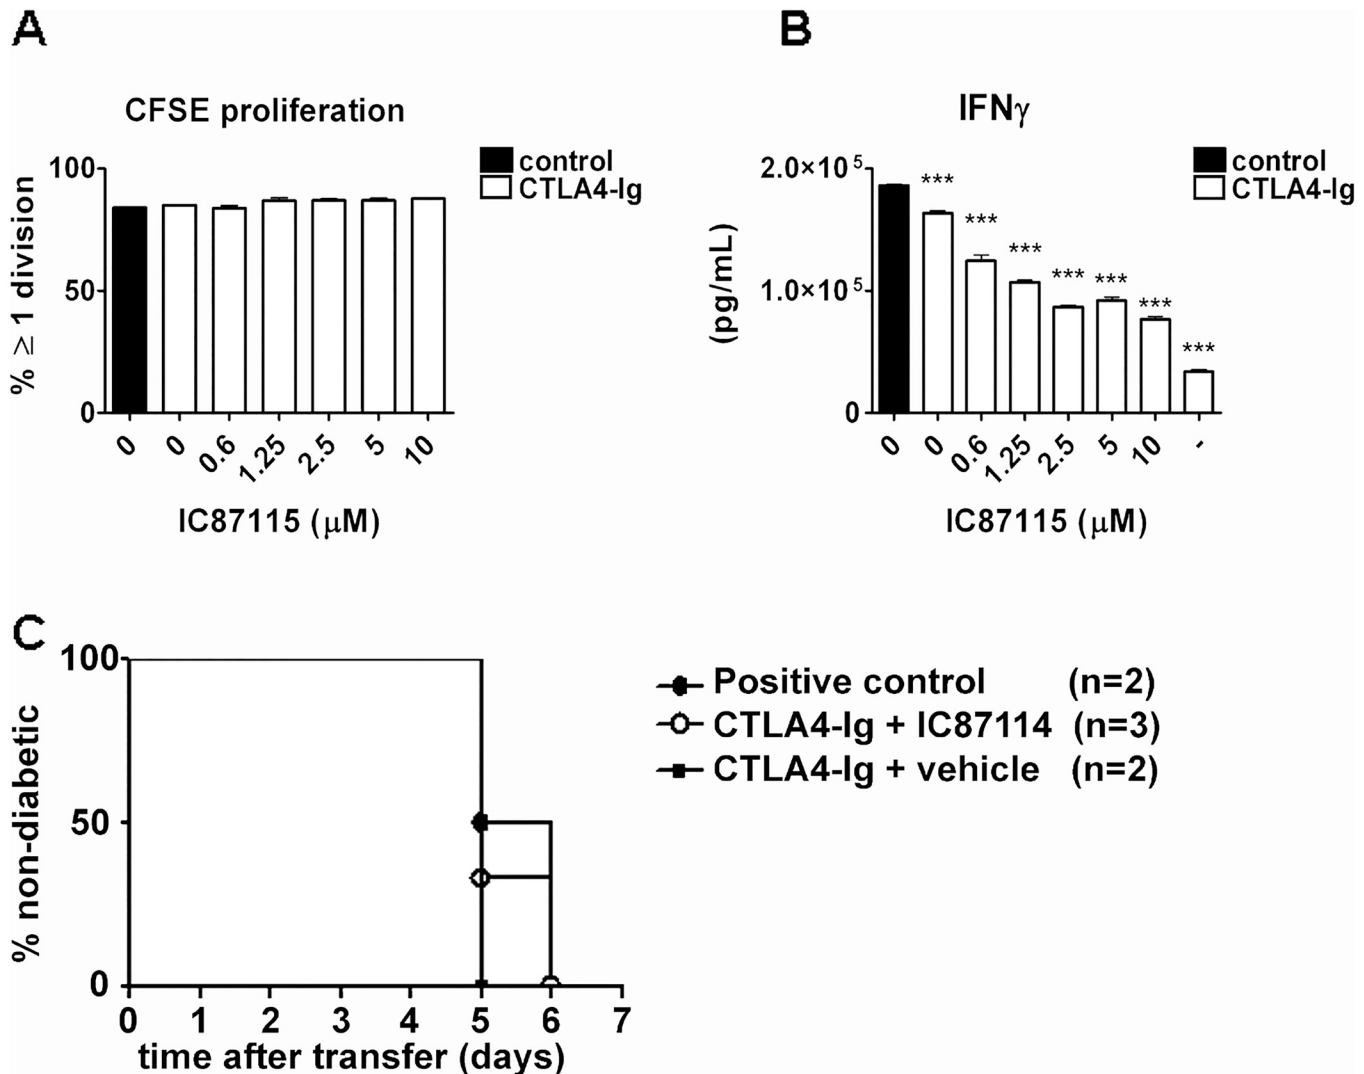 A
CFSE proliferation
control
CTLA4-Ig
% ≥ 1 division
100
50
0
0 0 0.6 1.25 2.5 5 10
IC87115 (μM)
B
IFNγ
control
CTLA4-Ig
(pg/mL)
2.0×10⁵
1.0×10⁵
0
***
***
***
***
***
***
***
0 0 0.6 1.25 2.5 5 10 -
IC87115 (μM)
C
% non-diabetic
100
50
0
0 1 2 3 4 5 6 7
time after transfer (days)
Positive control (n=2)
CTLA4-Ig + IC87114 (n=3)
CTLA4-Ig + vehicle (n=2)